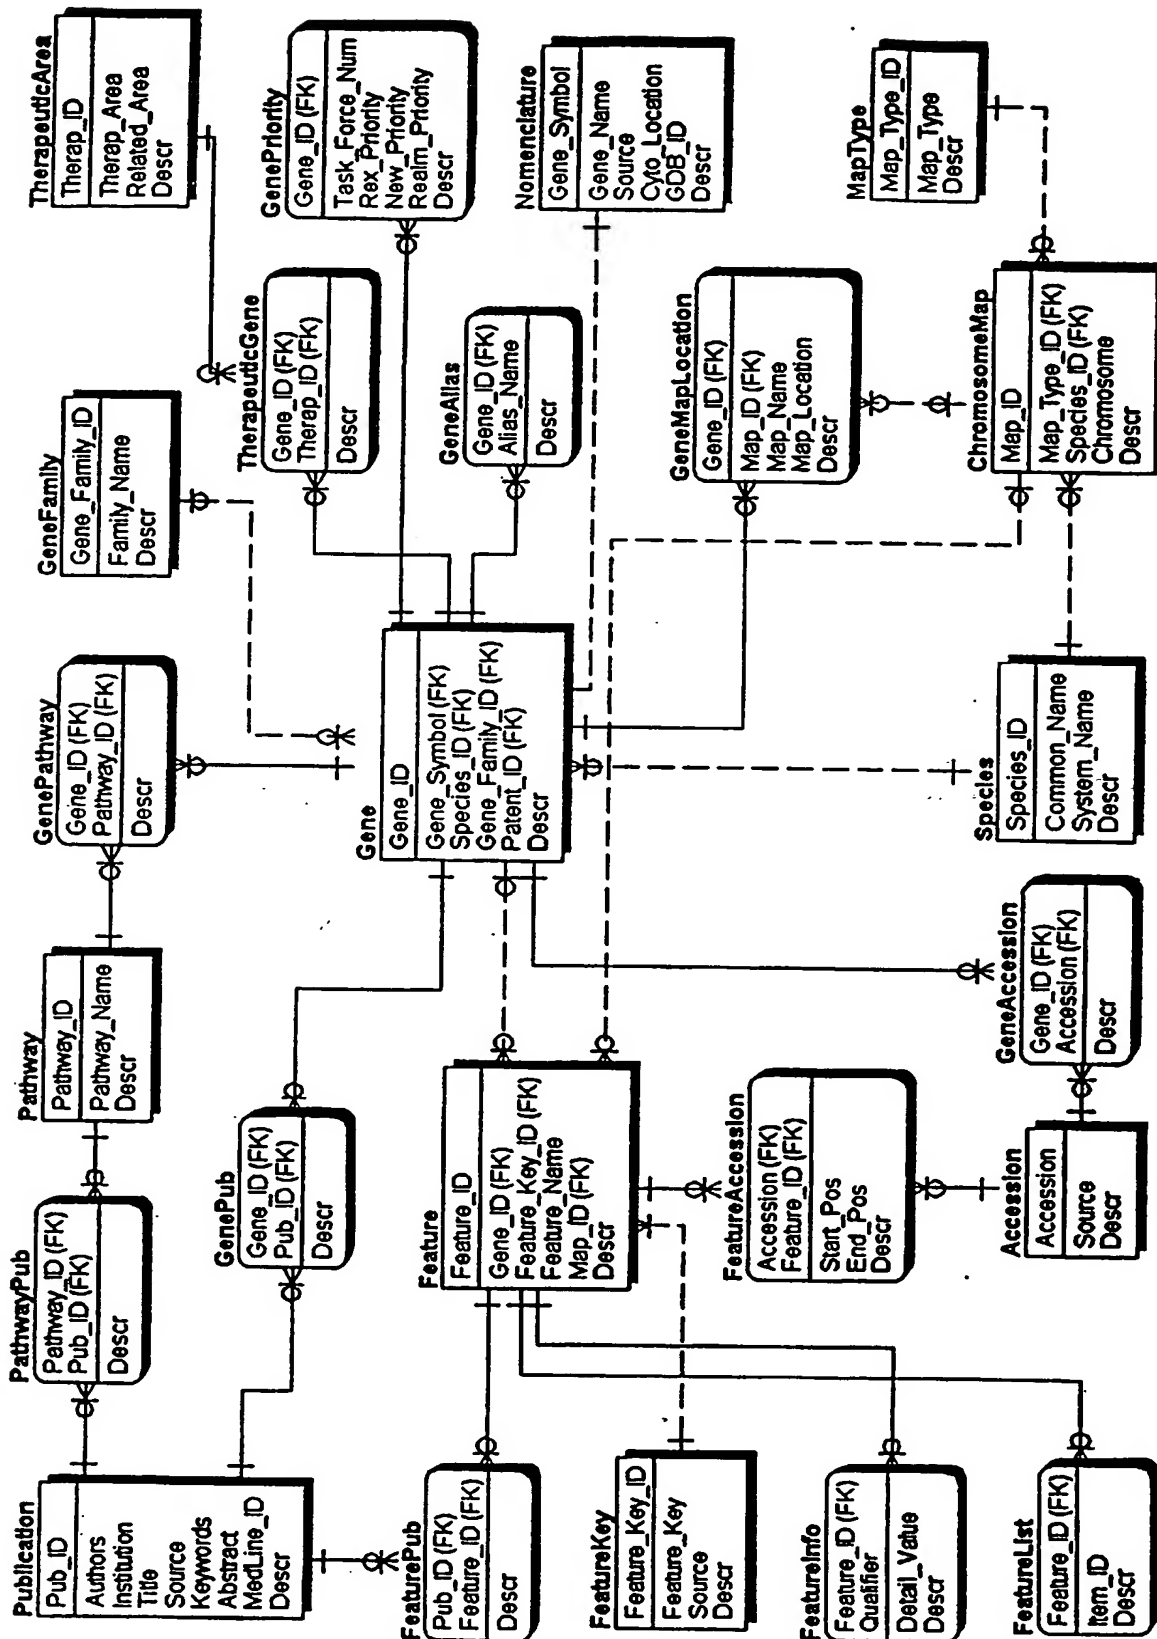 Publication
Pub_ID
Authors
Institution
Title
Source
Keywords
Abstract
MedLine_ID
Descr
PathwayPub
Pathway_ID (FK)
Pub_ID (FK)
Descr
Pathway
Pathway_ID
Pathway_Name
Descr
GenePathway
Gene_ID (FK)
Pathway_ID (FK)
Descr
GeneFamily
Gene_Family_ID
Family_Name
Descr
TherapeuticArea
Therap_ID
Therap_Area
Related_Area
Descr
GenePub
Gene_ID (FK)
Pub_ID (FK)
Descr
TherapeuticGene
Gene_ID (FK)
Therap_ID (FK)
Descr
GenePriority
Gene_ID (FK)
Task_Force_Num
Rex_Priority
New_Priority
Realm_Priority
Descr
FeaturePub
Pub_ID (FK)
Feature_ID (FK)
Descr
Feature
Feature_ID
Gene_ID (FK)
Feature_Key_ID (FK)
Feature_Name
Map_ID (FK)
Descr
Gene
Gene_ID
Gene_Symbol (FK)
Species_ID (FK)
Gene_Family_ID (FK)
Patent_ID (FK)
Descr
GeneAlias
Gene_ID (FK)
Alias_Name
Descr
Nomenclature
Gene_Symbol
Gene_Name
Source
Cyto_Location
GDB_ID
Descr
FeatureKey
Feature_Key_ID
Feature_Key
Source
Descr
FeatureAccession
Accession (FK)
Feature_ID (FK)
Start_Pos
End_Pos
Descr
GeneMapLocation
Gene_ID (FK)
Map_ID (FK)
Map_Name
Map_Location
Descr
FeatureInfo
Feature_ID (FK)
Qualifier
Detail_Value
Descr
MapType
Map_Type_ID
Map_Type
Descr
FeatureList
Feature_ID (FK)
Item_ID
Descr
Accession
Accession
Source
Descr
GeneAccession
Gene_ID (FK)
Accession (FK)
Descr
Species
Species_ID
Common_Name
System_Name
Descr
ChromosomeMap
Map_ID
Map_Type_ID (FK)
Species_ID (FK)
Chromosome
Descr